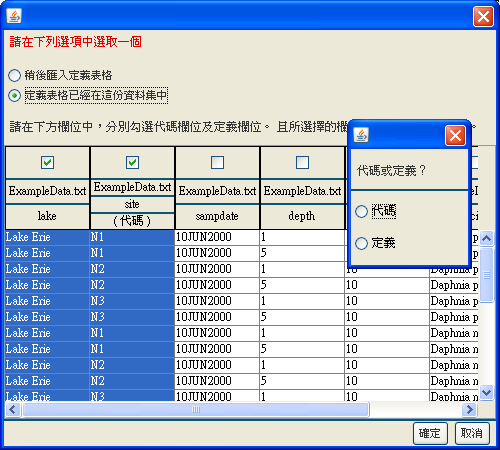 請在下列選項中選取一個
稍後匯入定義表格
定義表格已經在這份資料集中
請在下方欄位中，分別勾選代碼欄位及定義欄位。 且所選擇的欄
ExampleData.txt ExampleData.txt ExampleData.txt ExampleData.txt
lake site （代碼） sampdate depth
代碼或定義？
代碼
定義
Lake Erie N1 10JUN2000 1
Lake Erie N1 10JUN2000 5
Lake Erie N2 10JUN2000 1 10 Daphnia p
Lake Erie N2 10JUN2000 5 10 Daphnia p
Lake Erie N3 10JUN2000 1 10 Daphnia p
Lake Erie N3 10JUN2000 5 10 Daphnia p
Lake Erie N1 10JUN2000 1 10 Daphnia n
Lake Erie N1 10JUN2000 5 10 Daphnia n
Lake Erie N2 10JUN2000 1 10 Daphnia n
Lake Erie N2 10JUN2000 5 10 Daphnia n
Lake Erie N3 10JUN2000 1 10 Daphnia n
確定 取消